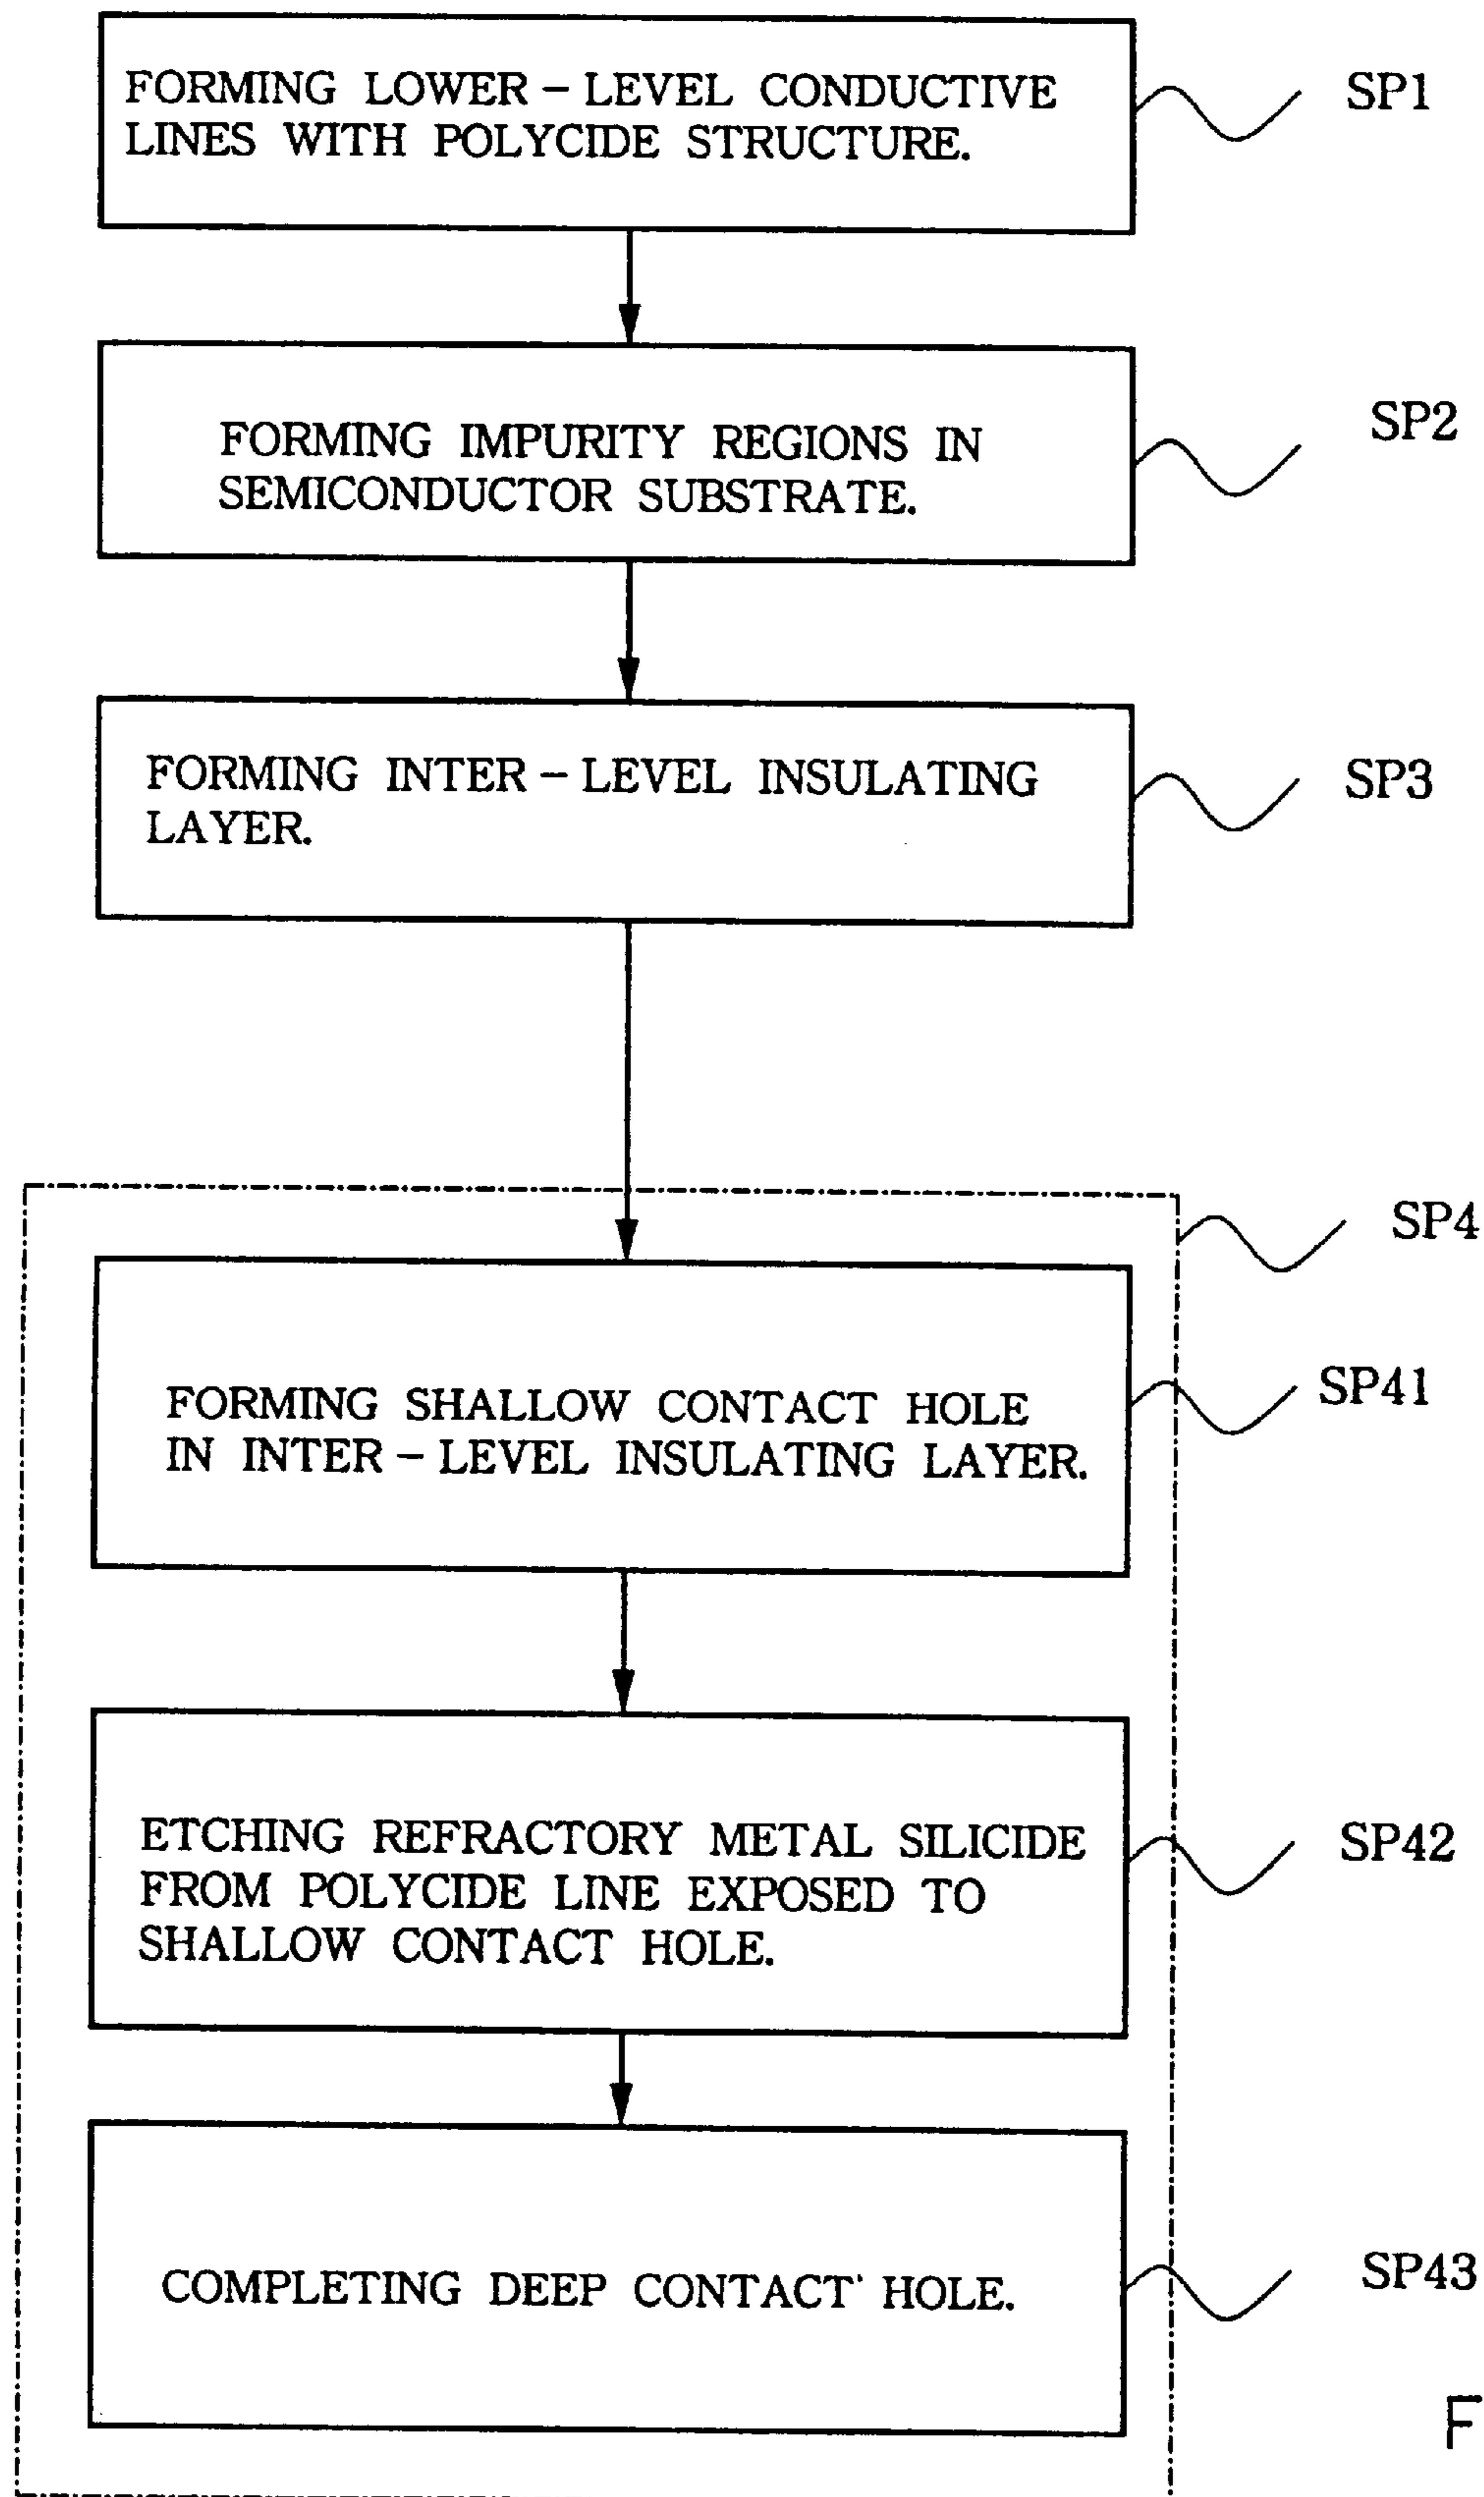 FORMING LOWER-LEVEL CONDUCTIVE
LINES WITH POLYCIDE STRUCTURE.
SP1
FORMING IMPURITY REGIONS IN
SEMICONDUCTOR SUBSTRATE.
SP2
FORMING INTER-LEVEL INSULATING
LAYER.
SP3
SP4
FORMING SHALLOW CONTACT HOLE
IN INTER-LEVEL INSULATING LAYER.
SP41
ETCHING REFRACTORY METAL SILICIDE
FROM POLYCIDE LINE EXPOSED TO
SHALLOW CONTACT HOLE.
SP42
COMPLETING DEEP CONTACT HOLE.
SP43
F